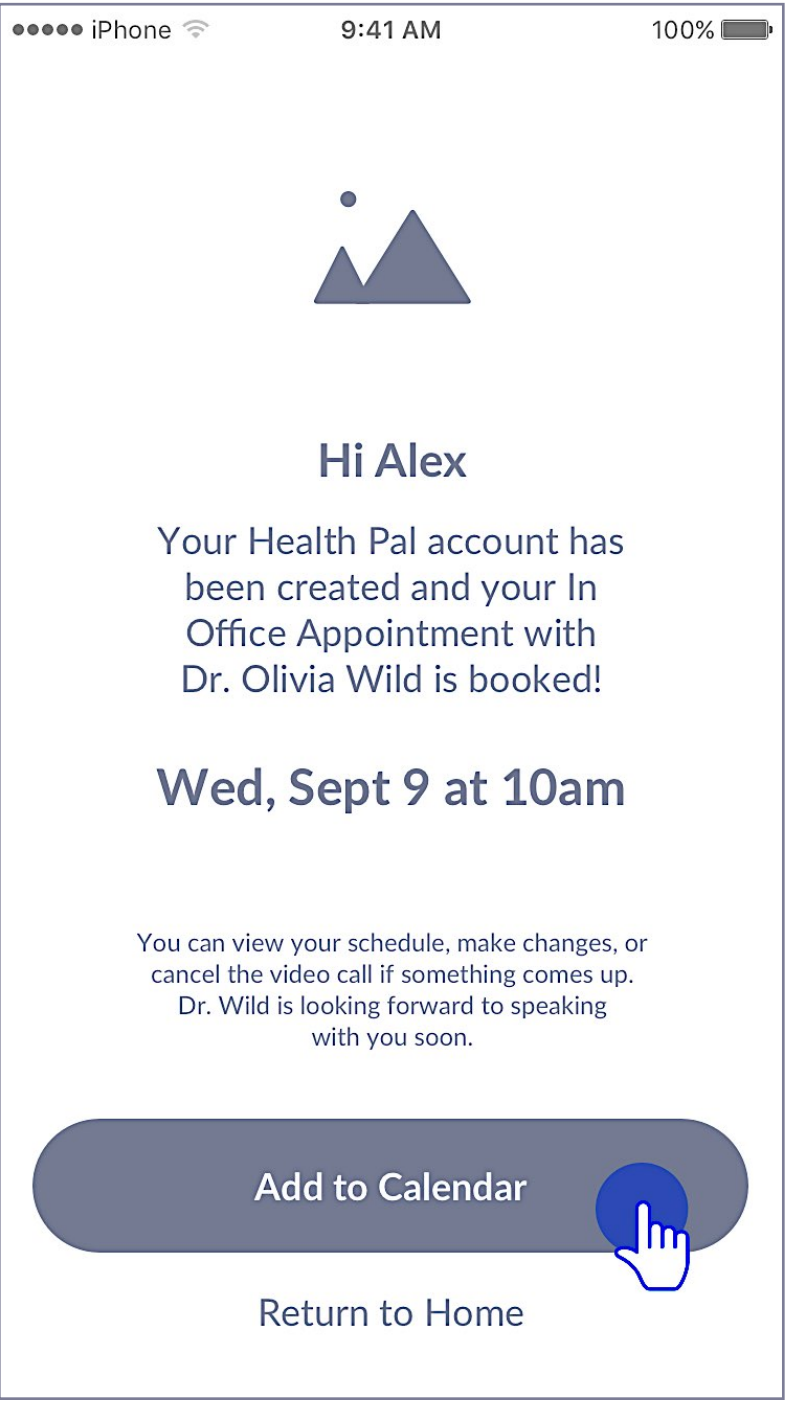 iPhone 9:41 AM 100%
Hi Alex
Your Health Pal account has
been created and your In
Office Appointment with
Dr. Olivia Wild is booked!
Wed, Sept 9 at 10am
You can view your schedule, make changes, or
cancel the video call if something comes up.
Dr. Wild is looking forward to speaking
with you soon.
Add to Calendar
Return to Home